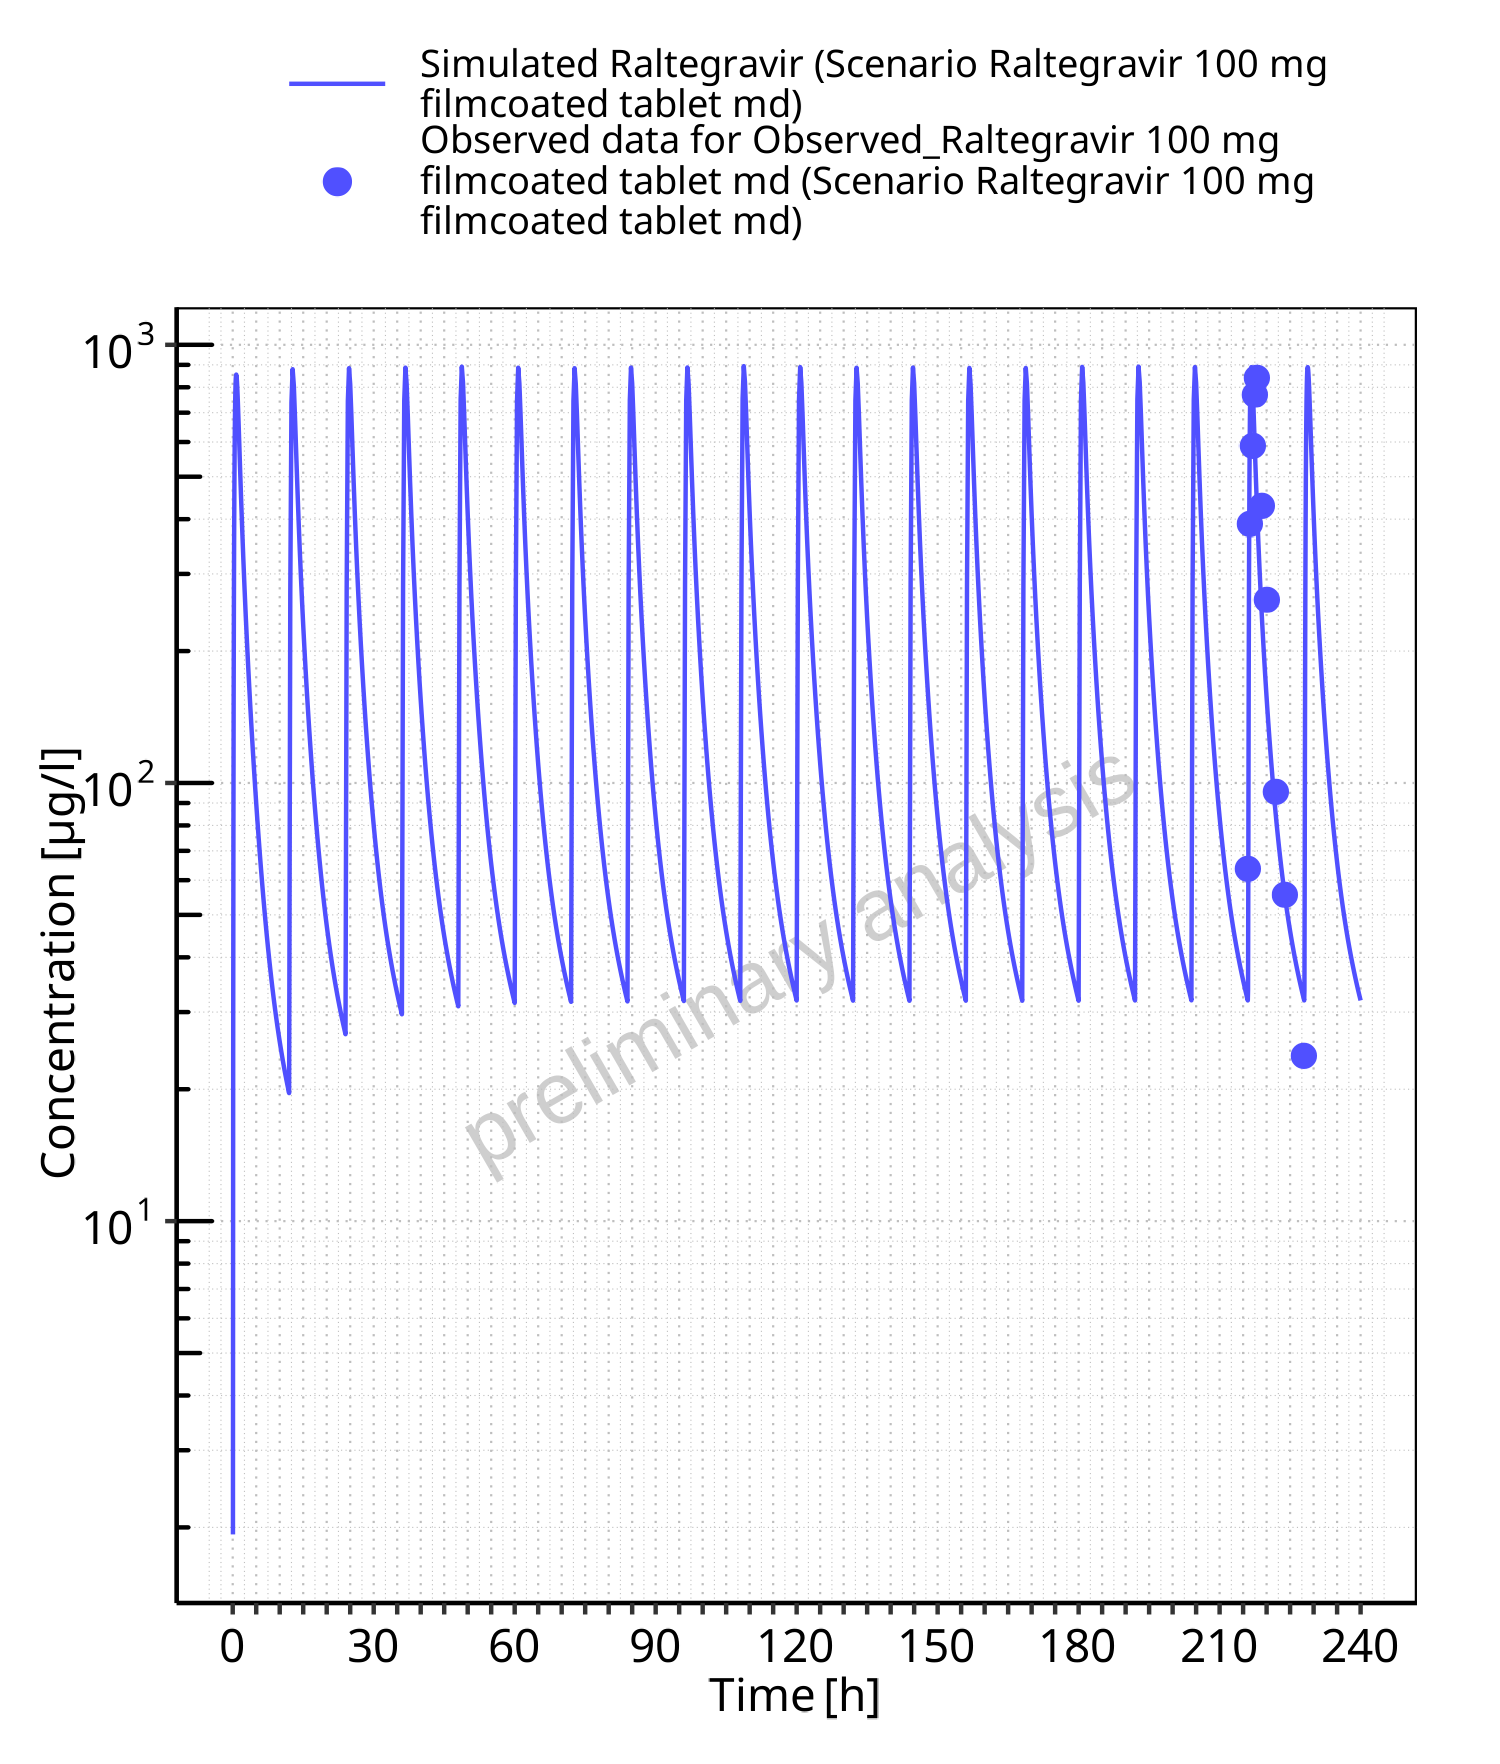 Simulated Raltegravir (Scenario Raltegravir 100 mg
filmcoated tablet md)
Observed data for Observed_Raltegravir 100 mg
filmcoated tablet md (Scenario Raltegravir 100 mg
filmcoated tablet md)
10³
10²
10¹
Concentration [µg/l]
preliminary analysis
0 30 60 90 120 150 180 210 240
Time [h]